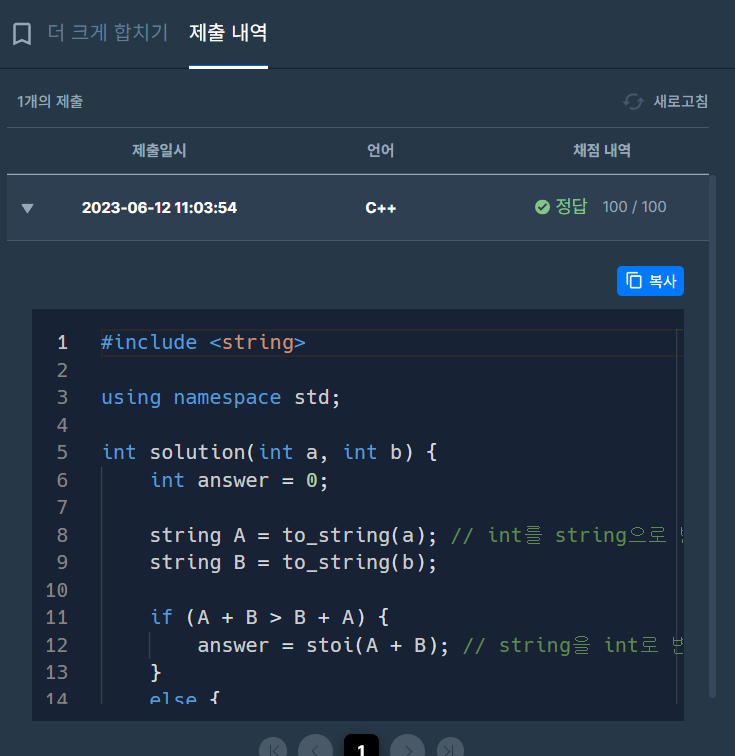 더 크게 합치기 제출 내역
1개의 제출 새로고침
제출일시 언어 채점 내역
2023-06-12 11:03:54 C++ 정답 100 / 100
복사
1 #include <string>
2
3 using namespace std;
4
5 int solution(int a, int b) {
6 int answer = 0;
7
8 string A = to_string(a); // int를 string으로
9 string B = to_string(b);
10
11 if (A + B > B + A) {
12 answer = stoi(A + B); // string을 int로
13 }
14 else {
1